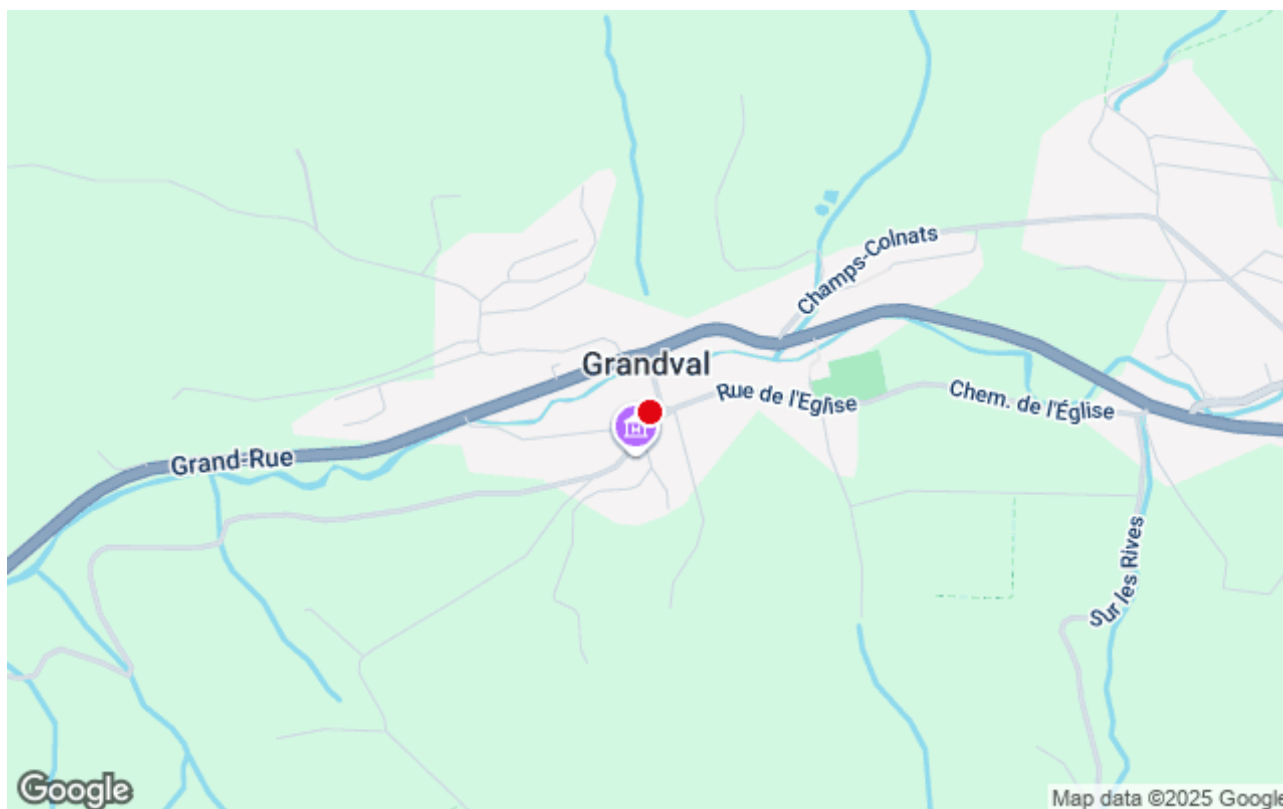 Champs-Colnats
Grandval
Rue de l'Eglise
Chem. de l'Église
Grand-Rue
Sur les Rives
Google
Map data ©2025 Google